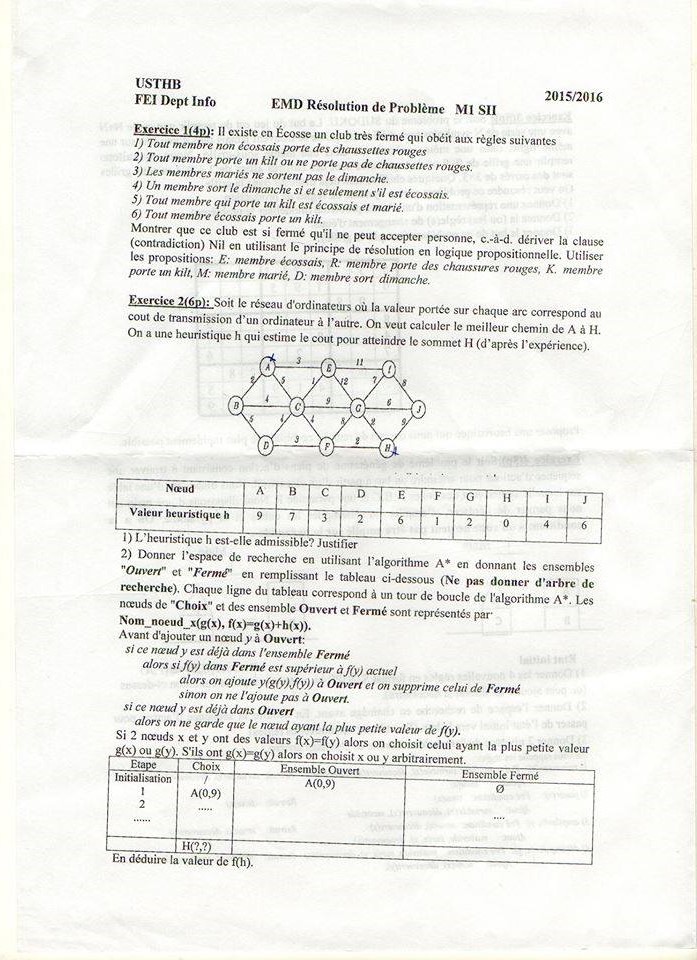 USTHB
2015/2016
FEI Dept Info EMD Résolution de Problème M1 SII
Exercice 1(4p): Il existe en Écosse un club très fermé qui obéit aux règles suivantes
1) Tout membre non écossais porte des chaussettes rouges
2) Tout membre porte un kilt ou ne porte pas de chaussettes rouges.
3) Les membres mariés ne sortent pas le dimanche.
4) Un membre sort le dimanche si et seulement s'il est écossais.
5) Tout membre qui porte un kilt est écossais et marié.
6) Tout membre écossais porte un kilt.
Montrer que ce club est si fermé qu'il ne peut accepter personne, c.-à-d. dériver la clause
(contradiction) Nil en utilisant le principe de résolution en logique propositionnelle. Utiliser
les propositions: E: membre écossais, R: membre porte des chaussures rouges, K. membre
porte un kilt, M: membre marié, D: membre sort dimanche.
Exercice 2(6p): Soit le réseau d'ordinateurs où la valeur portée sur chaque arc correspond au
cout de transmission d'un ordinateur à l'autre. On veut calculer le meilleur chemin de A à H.
On a une heuristique h qui estime le cout pour atteindre le sommet H (d'après l'expérience).
A 3 E 11 I
2 5 1 12 7 8
B 4 C 9 G 6 J
5 4 4 8 2 9
D 3 F 2 H
Nœud A B C D E F G H I J
Valeur heuristique h 9 7 3 2 6 1 2 0 4 6
1) L'heuristique h est-elle admissible? Justifier
2) Donner l'espace de recherche en utilisant l'algorithme A* en donnant les ensembles
"Ouvert" et "Fermé" en remplissant le tableau ci-dessous (Ne pas donner d'arbre de
recherche). Chaque ligne du tableau correspond à un tour de boucle de l'algorithme A*. Les
nœuds de "Choix" et des ensemble Ouvert et Fermé sont représentés par
Nom_noeud_x(g(x), f(x)=g(x)+h(x)).
Avant d'ajouter un nœud y à Ouvert:
si ce nœud y est déjà dans l'ensemble Fermé
alors si f(y) dans Fermé est supérieur à f(y) actuel
alors on ajoute y(g(y),f(y)) à Ouvert et on supprime celui de Fermé
sinon on ne l'ajoute pas à Ouvert.
si ce nœud y est déjà dans Ouvert
alors on ne garde que le nœud ayant la plus petite valeur de f(y).
Si 2 nœuds x et y ont des valeurs f(x)=f(y) alors on choisit celui ayant la plus petite valeur
g(x) ou g(y). S'ils ont g(x)=g(y) alors on choisit x ou y arbitrairement.
Etape Choix Ensemble Ouvert Ensemble Fermé
Initialisation / A(0,9) Ø
1 A(0,9)
2 .....
...... ....
H(?,?)
En déduire la valeur de f(h).